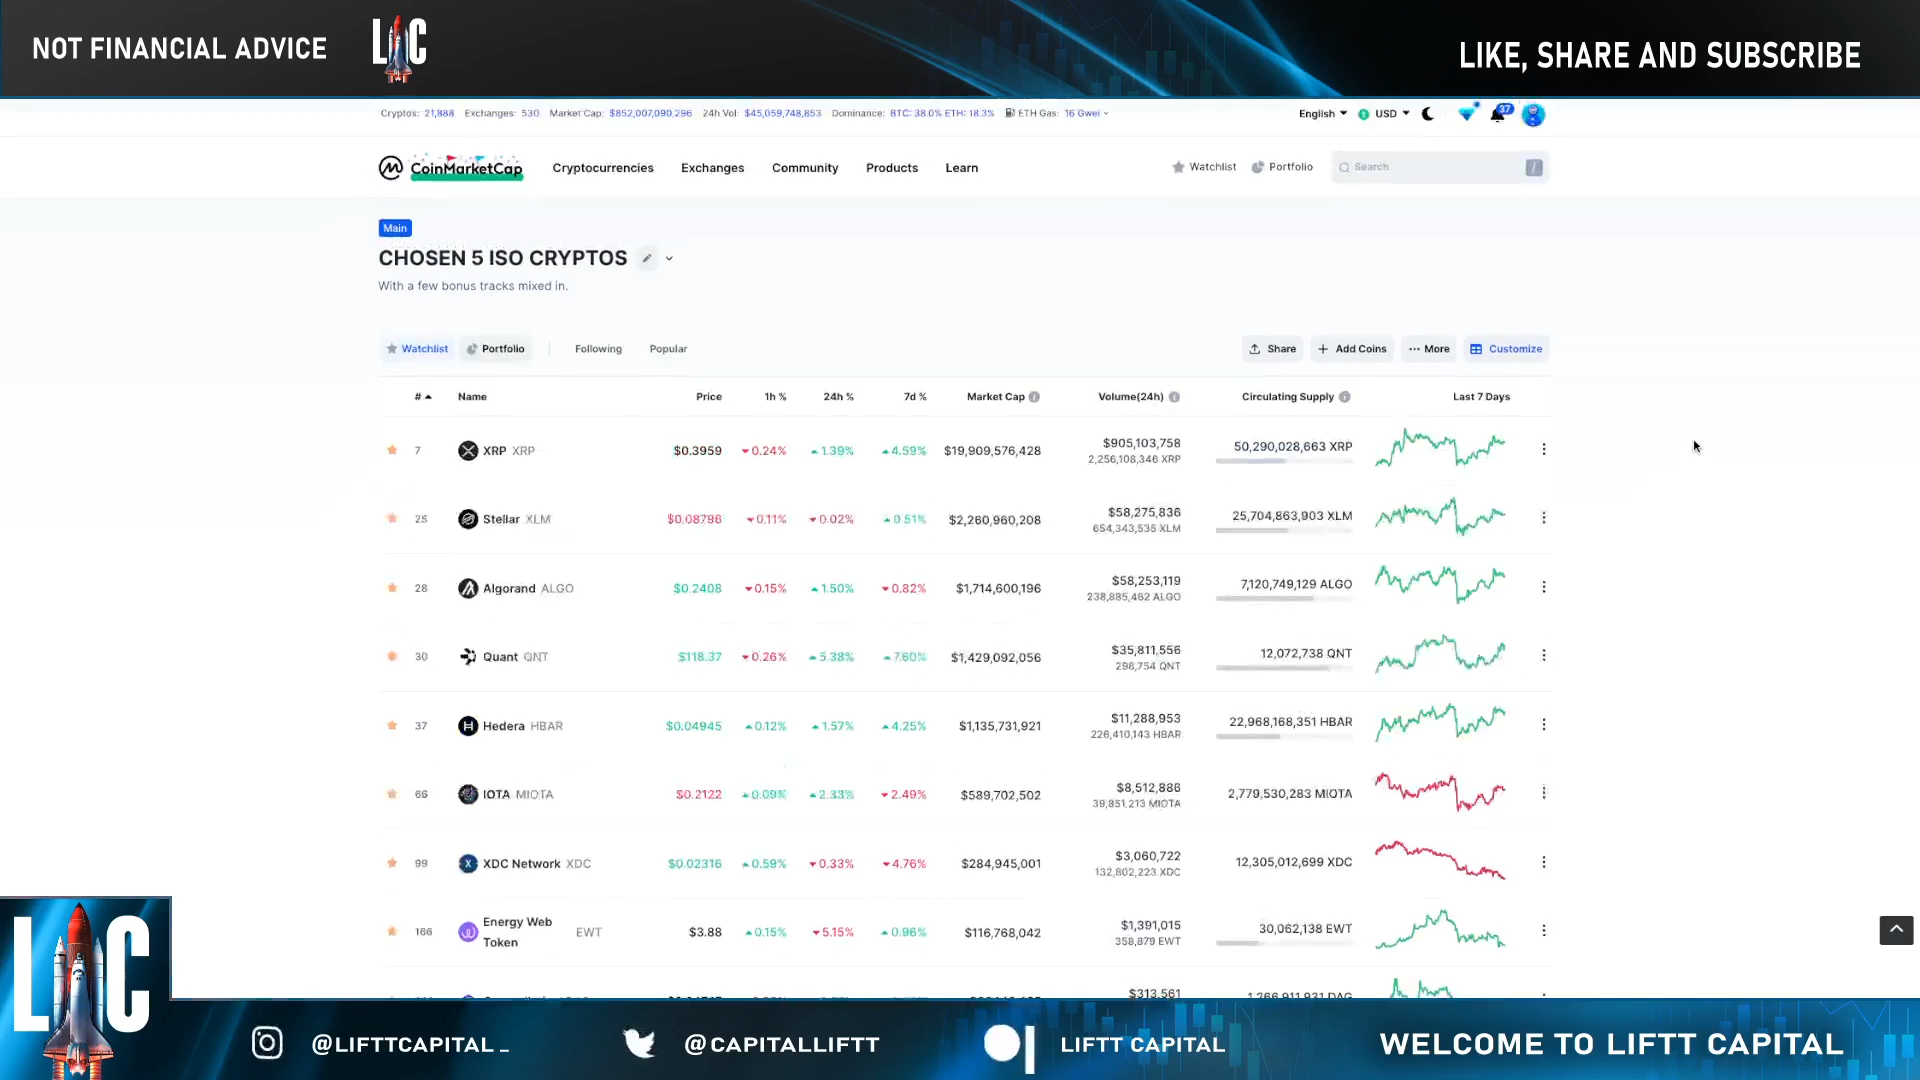 NOT FINANCIAL ADVICE
LC
LIKE, SHARE AND SUBSCRIBE
Cryptos: 21,888 Exchanges: 530 Market Cap: $852,007,090,296 24h Vol: $45,059,748,853 Dominance: BTC: 38.0% ETH: 18.3% ETH Gas: 16 Gwei
English USD 37
CoinMarketCap Cryptocurrencies Exchanges Community Products Learn Watchlist Portfolio Search /
Main
CHOSEN 5 ISO CRYPTOS
With a few bonus tracks mixed in.
Watchlist Portfolio Following Popular Share + Add Coins ••• More Customize
# Name Price 1h % 24h % 7d % Market Cap Volume(24h) Circulating Supply Last 7 Days
7 XRP XRP $0.3959 0.24% 1.39% 4.59% $19,909,576,428 $905,103,758 50,290,028,663 XRP
2,256,108,346 XRP
25 Stellar XLM $0.08796 0.11% 0.02% 0.51% $2,260,960,208 $58,275,836 25,704,863,903 XLM
654,343,535 XLM
28 Algorand ALGO $0.2408 0.15% 1.50% 0.82% $1,714,600,196 $58,253,119 7,120,749,129 ALGO
238,885,462 ALGO
30 Quant QNT $118.37 0.26% 5.38% 7.60% $1,429,092,056 $35,811,556 12,072,738 QNT
298,754 QNT
37 Hedera HBAR $0.04945 0.12% 1.57% 4.25% $1,135,731,921 $11,288,953 22,968,168,351 HBAR
226,410,143 HBAR
66 IOTA MIOTA $0.2122 0.09% 2.33% 2.49% $589,702,502 $8,512,886 2,779,530,283 MIOTA
39,851,213 MIOTA
99 XDC Network XDC $0.02316 0.59% 0.33% 4.76% $284,945,001 $3,060,722 12,305,012,699 XDC
132,802,223 XDC
166 Energy Web Token EWT $3.88 0.15% 5.15% 0.96% $116,768,042 $1,391,015 30,062,138 EWT
358,879 EWT
$313,561 1,266,911,931 DAG
LC
@LIFTTCAPITAL_ @CAPITALLIFTT LIFTT CAPITAL WELCOME TO LIFTT CAPITAL